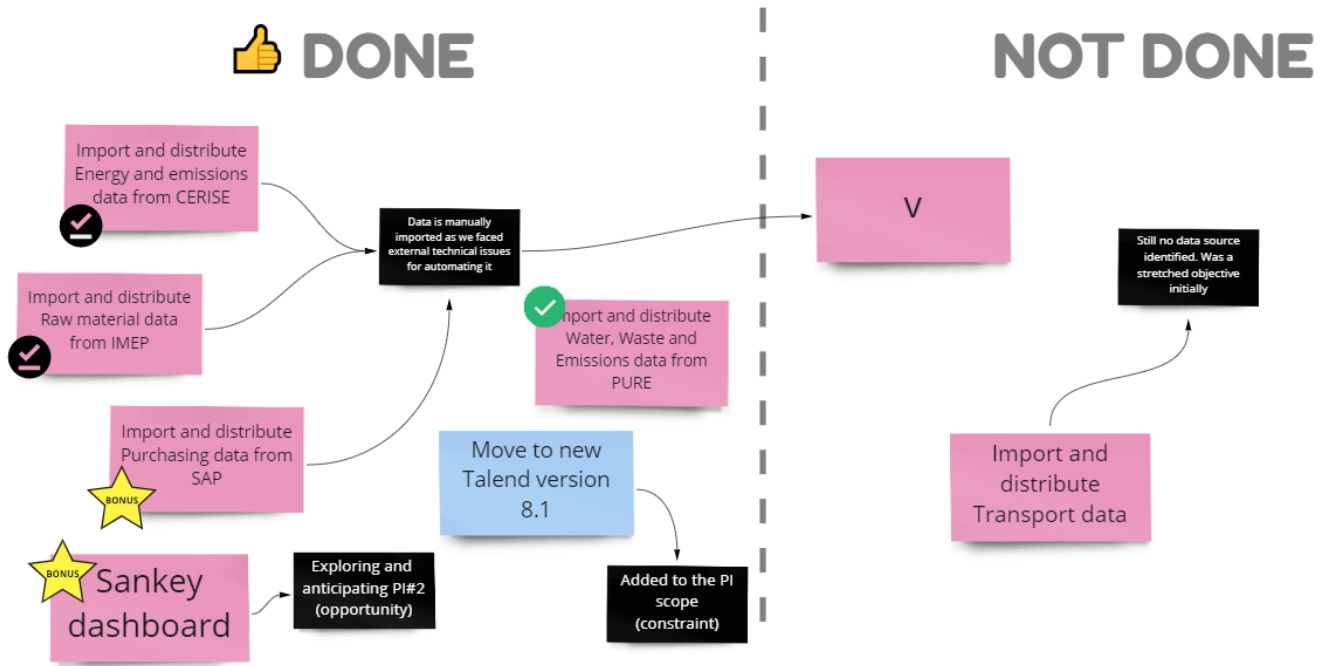 DONE
NOT DONE
Import and distribute
Energy and emissions
data from CERISE
Data is manually
imported as we faced
external technical issues
for automating it
V
Still no data source
identified. Was a
stretched objective
initially
Import and distribute
Raw material data
from IMEP
mport and distribute
Water, Waste and
Emissions data from
PURE
Import and distribute
Purchasing data from
SAP
BONUS
Move to new
Talend version
8.1
Import and
distribute
Transport data
BONUS
Sankey
dashboard
Exploring and
anticipating PI#2
(opportunity)
Added to the PI
scope
(constraint)